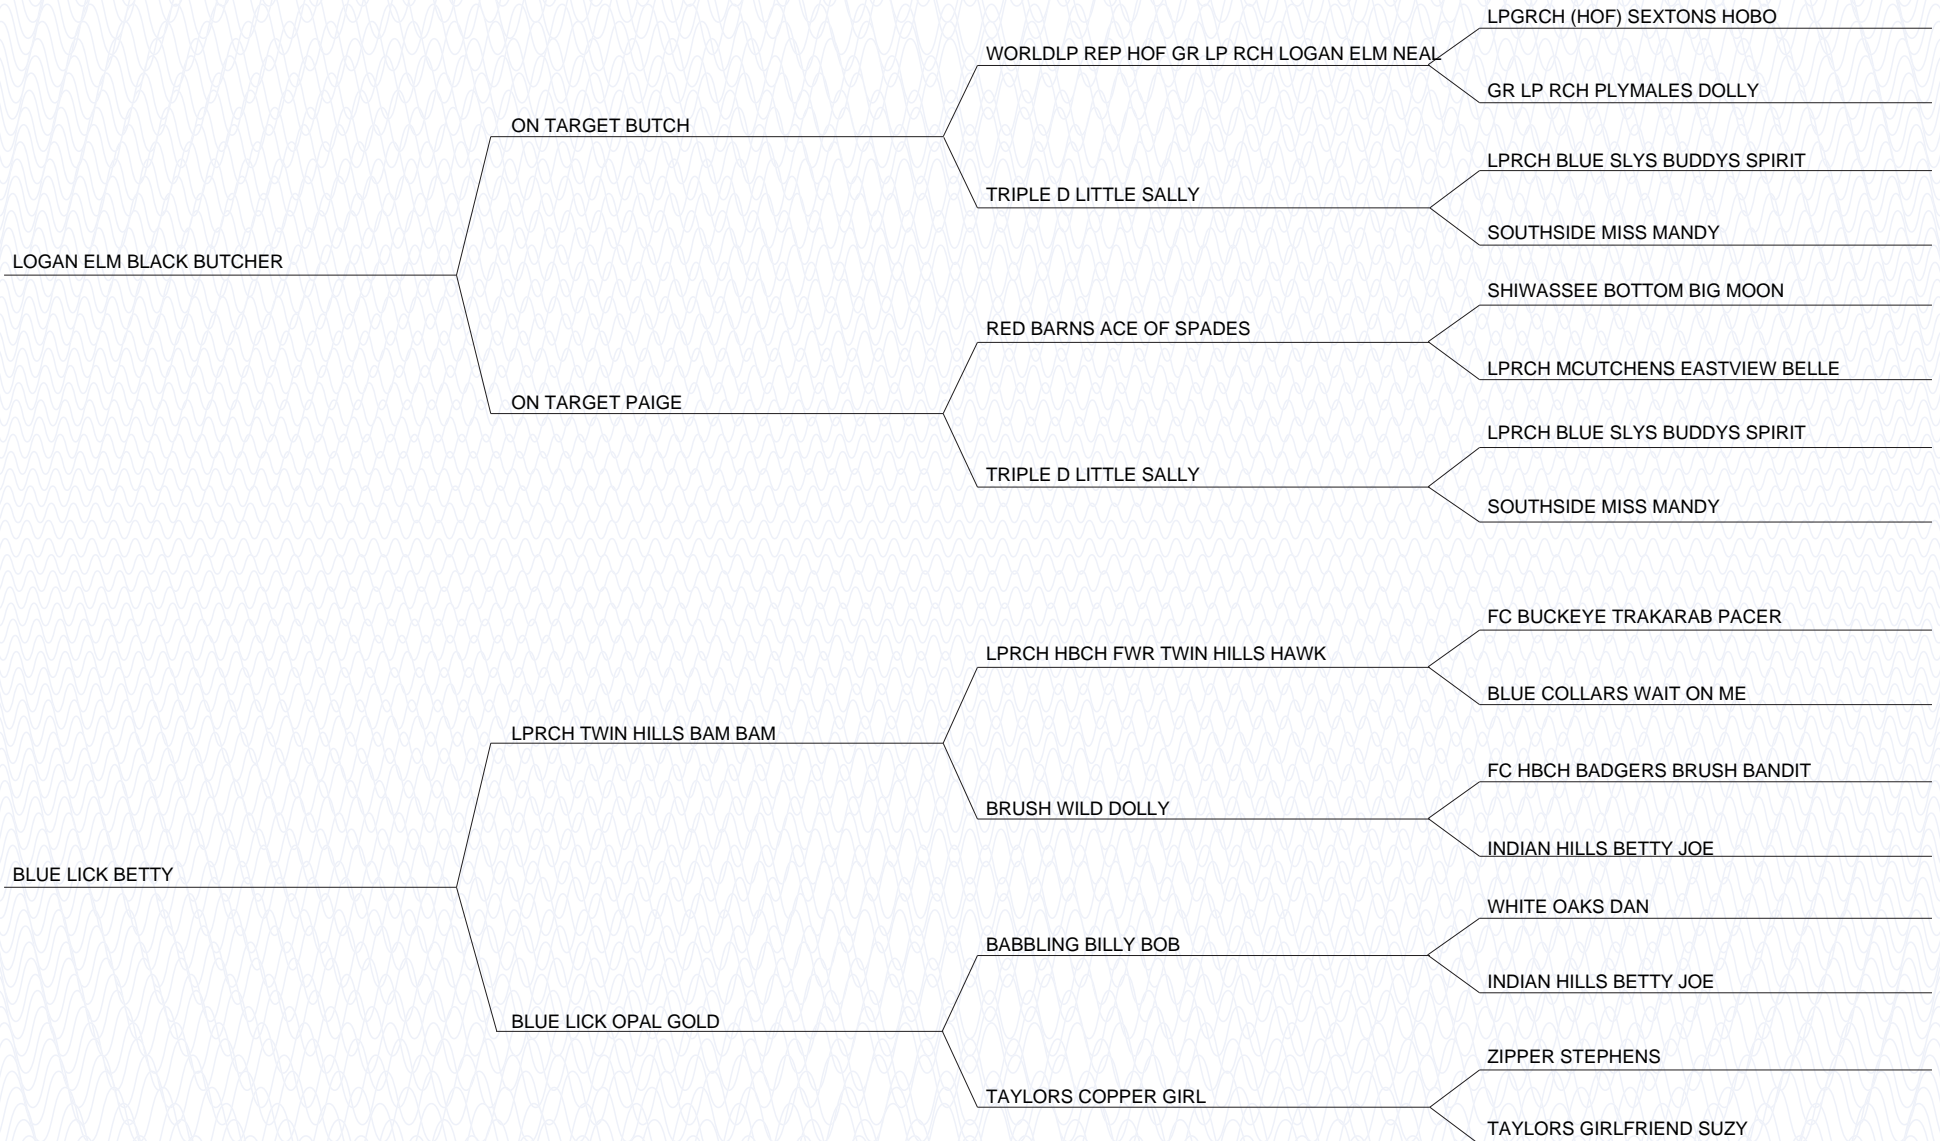 LPGRCH (HOF) SEXTONS HOBO
WORLDLP REP HOF GR LP RCH LOGAN ELM NEAL
GR LP RCH PLYMALES DOLLY
ON TARGET BUTCH
LPRCH BLUE SLYS BUDDYS SPIRIT
TRIPLE D LITTLE SALLY
SOUTHSIDE MISS MANDY
LOGAN ELM BLACK BUTCHER
SHIWASSEE BOTTOM BIG MOON
RED BARNS ACE OF SPADES
LPRCH MCUTCHENS EASTVIEW BELLE
ON TARGET PAIGE
LPRCH BLUE SLYS BUDDYS SPIRIT
TRIPLE D LITTLE SALLY
SOUTHSIDE MISS MANDY
FC BUCKEYE TRAKARAB PACER
LPRCH HBCH FWR TWIN HILLS HAWK
BLUE COLLARS WAIT ON ME
LPRCH TWIN HILLS BAM BAM
FC HBCH BADGERS BRUSH BANDIT
BRUSH WILD DOLLY
INDIAN HILLS BETTY JOE
BLUE LICK BETTY
WHITE OAKS DAN
BABBLING BILLY BOB
INDIAN HILLS BETTY JOE
BLUE LICK OPAL GOLD
ZIPPER STEPHENS
TAYLORS COPPER GIRL
TAYLORS GIRLFRIEND SUZY